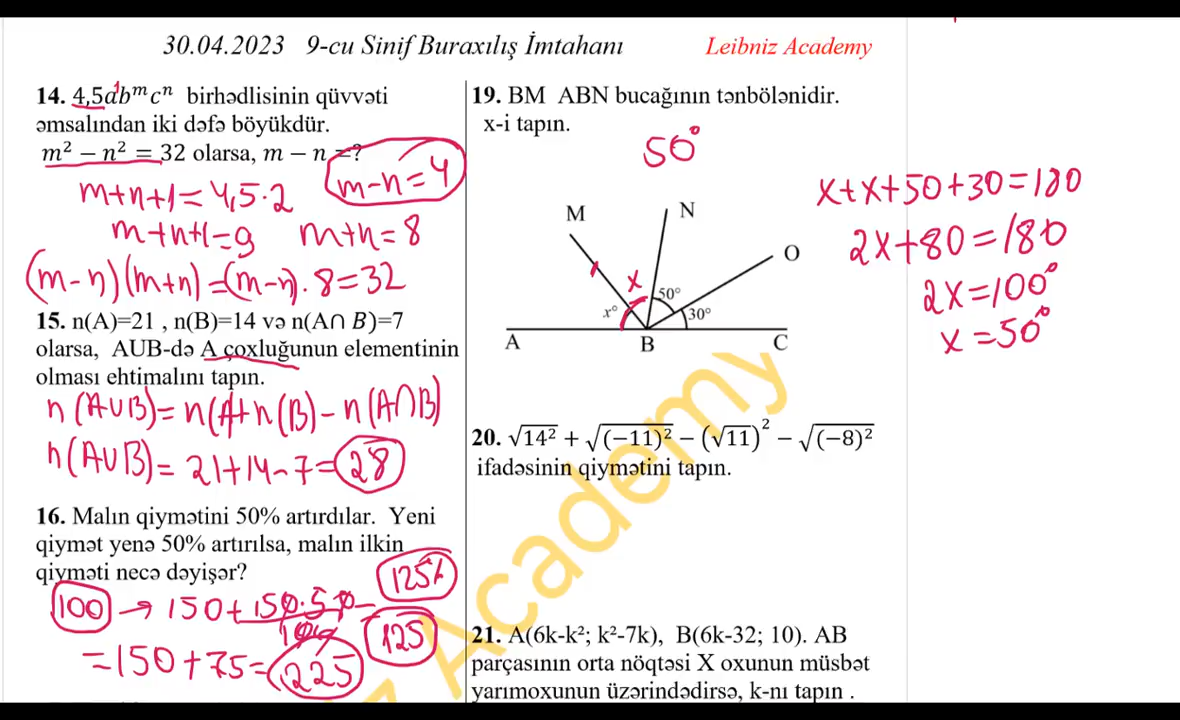 30.04.2023 9-cu Sinif Buraxılış İmtahanı
Leibniz Academy
14. 4,5abᵐcⁿ birhədlisinin qüvvəti
əmsalından iki dəfə böyükdür.
m² − n² = 32 olarsa, m − n =?
m-n=4
m+n+1=4,5·2
m+n+1=9 m+n=8
(m-n)(m+n)=(m-n)·8=32
15. n(A)=21 , n(B)=14 və n(A∩ B)=7
olarsa, AUB-də A çoxluğunun elementinin
olması ehtimalını tapın.
n(AUB)=n(A+n(B)-n(A∩B)
n(AUB)=21+14-7=28
16. Malın qiymətini 50% artırdılar. Yeni
qiymət yenə 50% artırılsa, malın ilkin
qiyməti necə dəyişər?
125%
100 → 150+150·50/100=
125
=150+75=225
19. BM ABN bucağının tənbölənidir.
x-i tapın.
50°
M
N
O
x
50°
x°
30°
A
B
C
x+x+50+30=180
2x+80=180
2x=100°
x=50°
20. √14² + √(−11)² − (√11)² − √(−8)²
ifadəsinin qiymətini tapın.
21. A(6k-k²; k²-7k), B(6k-32; 10). AB
parçasının orta nöqtəsi X oxunun müsbət
yarımoxunun üzərindədirsə, k-nı tapın .
z Academy